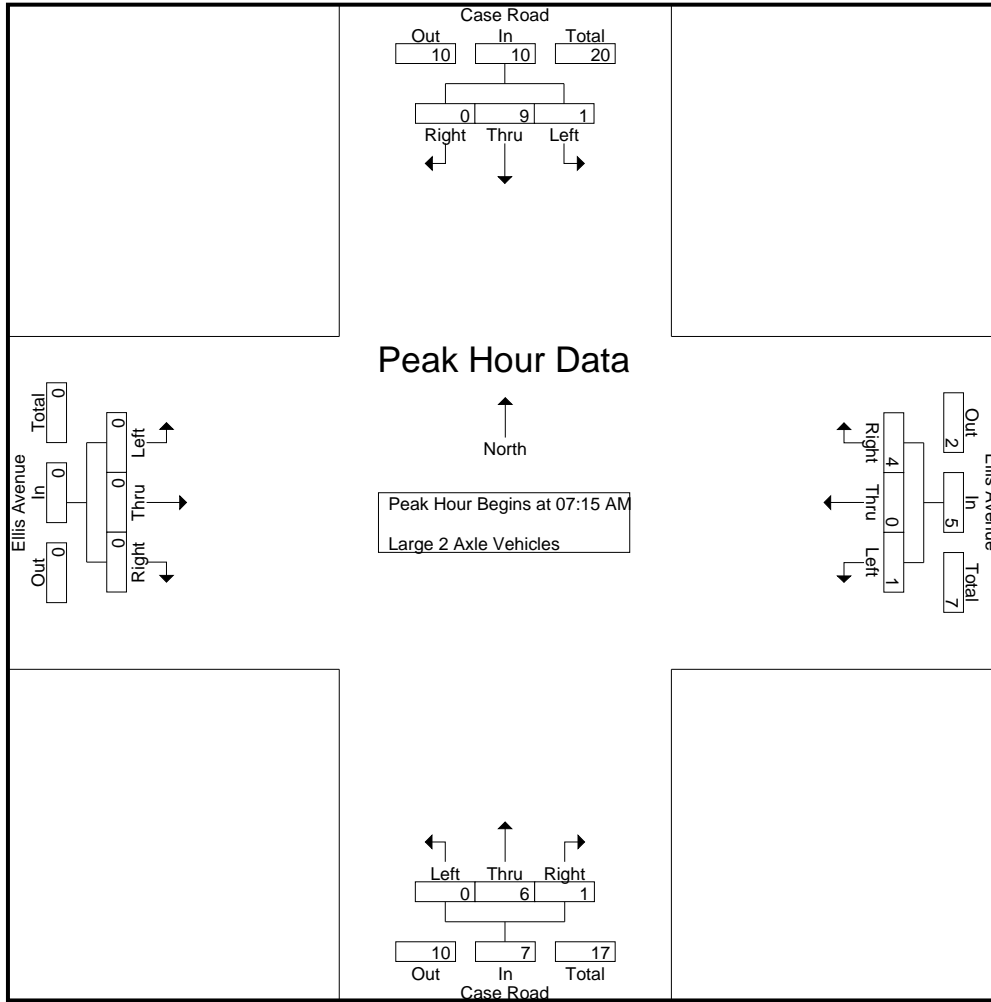 Case Road
Out In Total
10 10 20
0 9 1
Right Thru Left
Peak Hour Data
North
Peak Hour Begins at 07:15 AM
Large 2 Axle Vehicles
Ellis Avenue
Total In Out
0 0 0
0 0 0
Left Thru Right
Ellis Avenue
Out In Total
2 5 7
4 0 1
Right Thru Left
Left Thru Right
0 6 1
10 7 17
Out In Total
Case Road